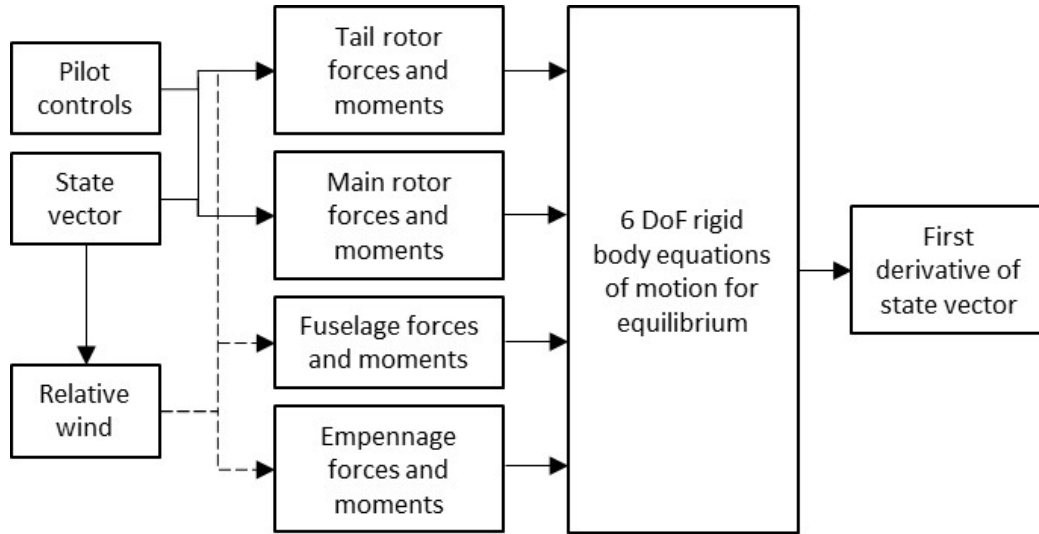 Pilot
controls
State
vector
Relative
wind
Tail rotor
forces and
moments
Main rotor
forces and
moments
Fuselage forces
and moments
Empennage
forces and
moments
6 DoF rigid
body equations
of motion for
equilibrium
First
derivative of
state vector